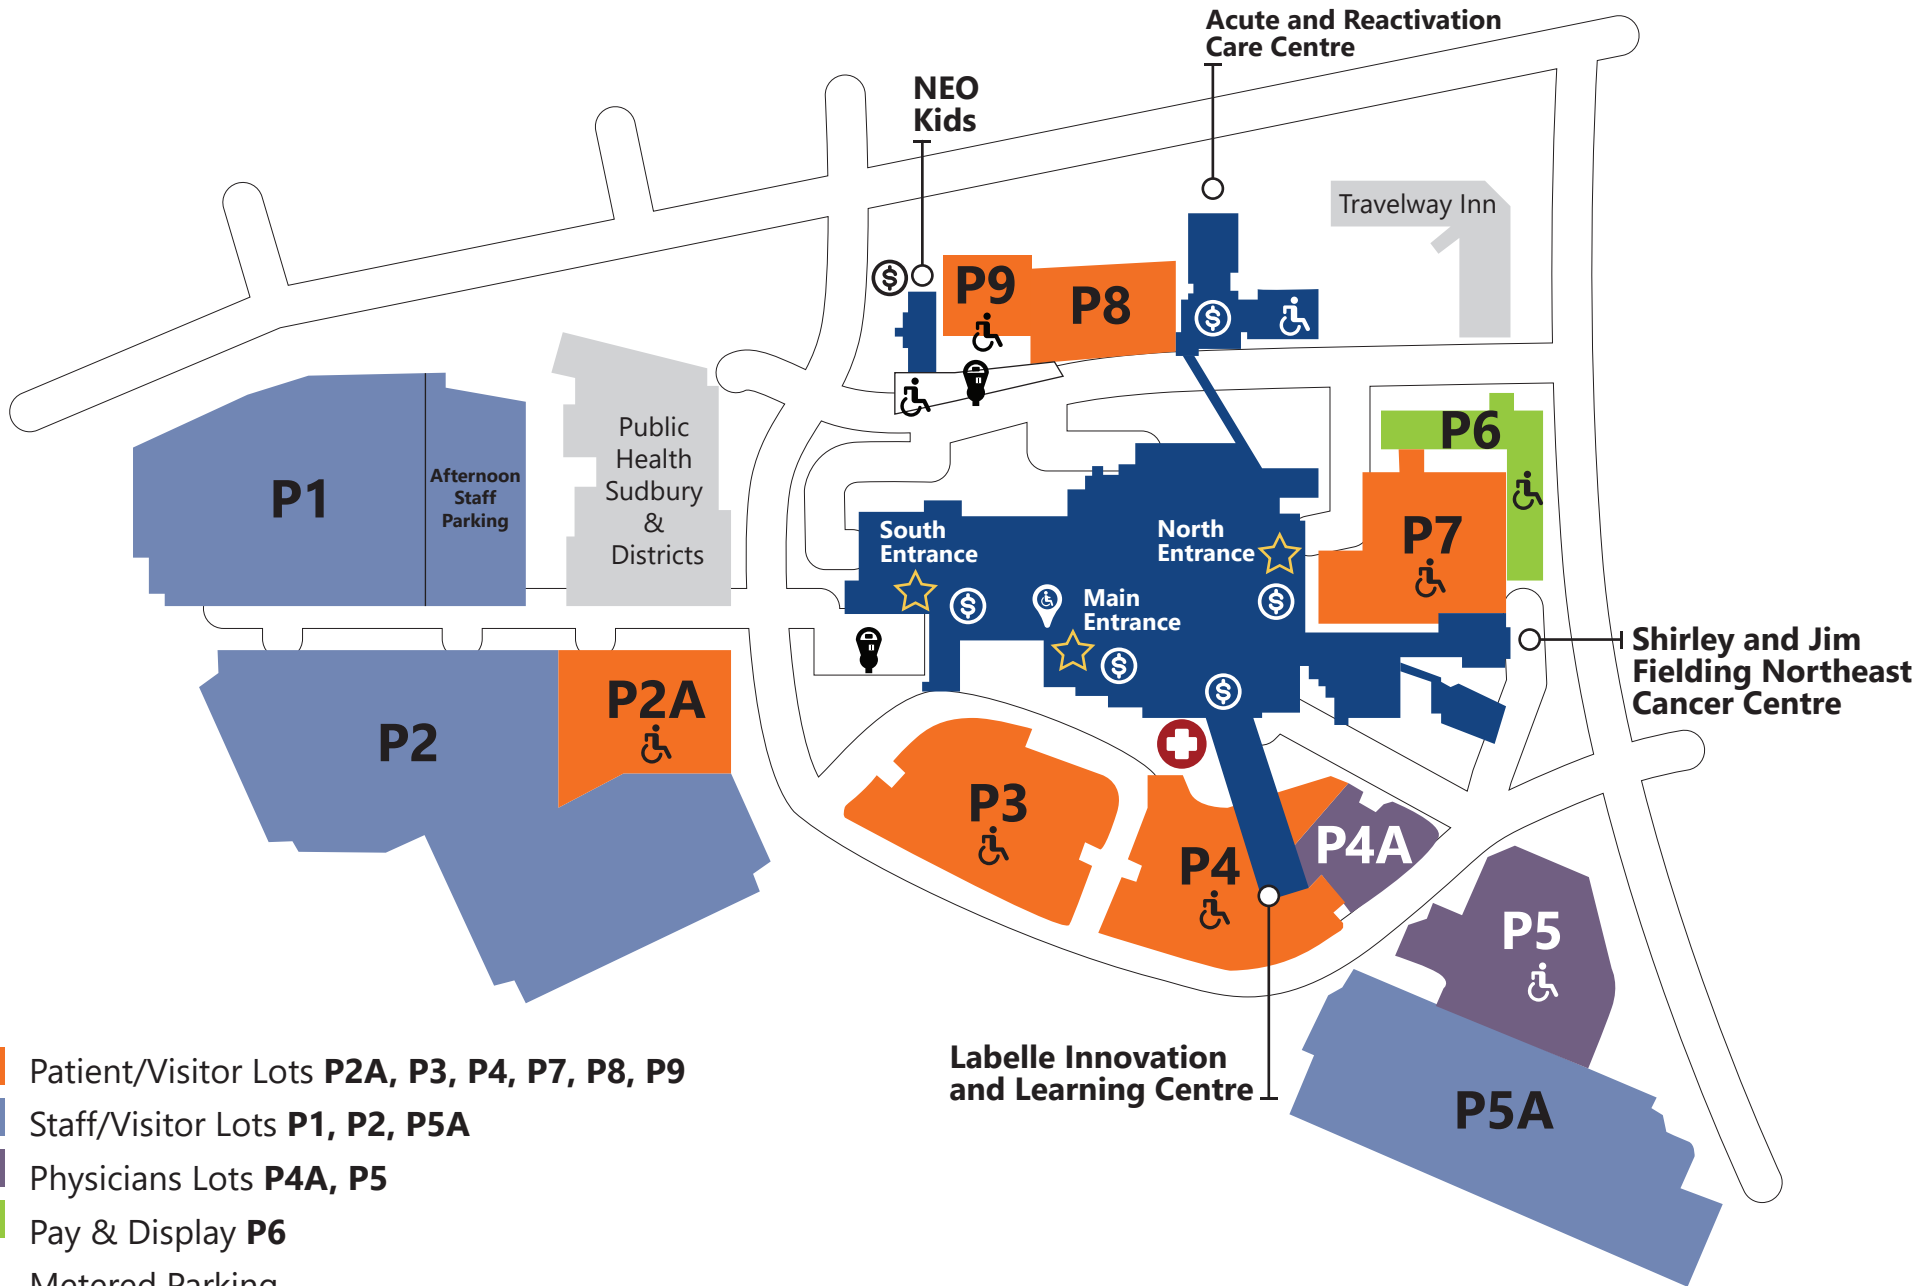 Acute and Reactivation
Care Centre
NEO
Kids
Travelway Inn
P9
P8
P6
Public
Health
Sudbury
&
Districts
P1
Afternoon
Staff
Parking
South
Entrance
North
Entrance
P7
Main
Entrance
Shirley and Jim
Fielding Northeast
Cancer Centre
P2A
P2
P3
P4
P4A
P5
Labelle Innovation
and Learning Centre
P5A
Patient/Visitor Lots P2A, P3, P4, P7, P8, P9
Staff/Visitor Lots P1, P2, P5A
Physicians Lots P4A, P5
Pay & Display P6
Metered Parking